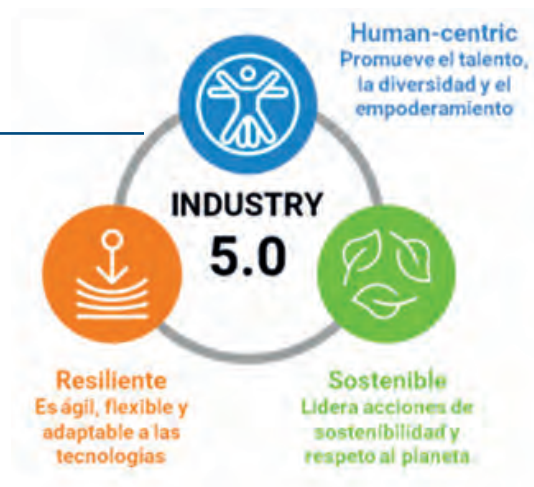 Human-centric
Promueve el talento,
la diversidad y el
empoderamiento
INDUSTRY
5.0
Resiliente
Es ágil, flexible y
adaptable a las
tecnologías
Sostenible
Lidera acciones de
sostenibilidad y
respeto al planeta